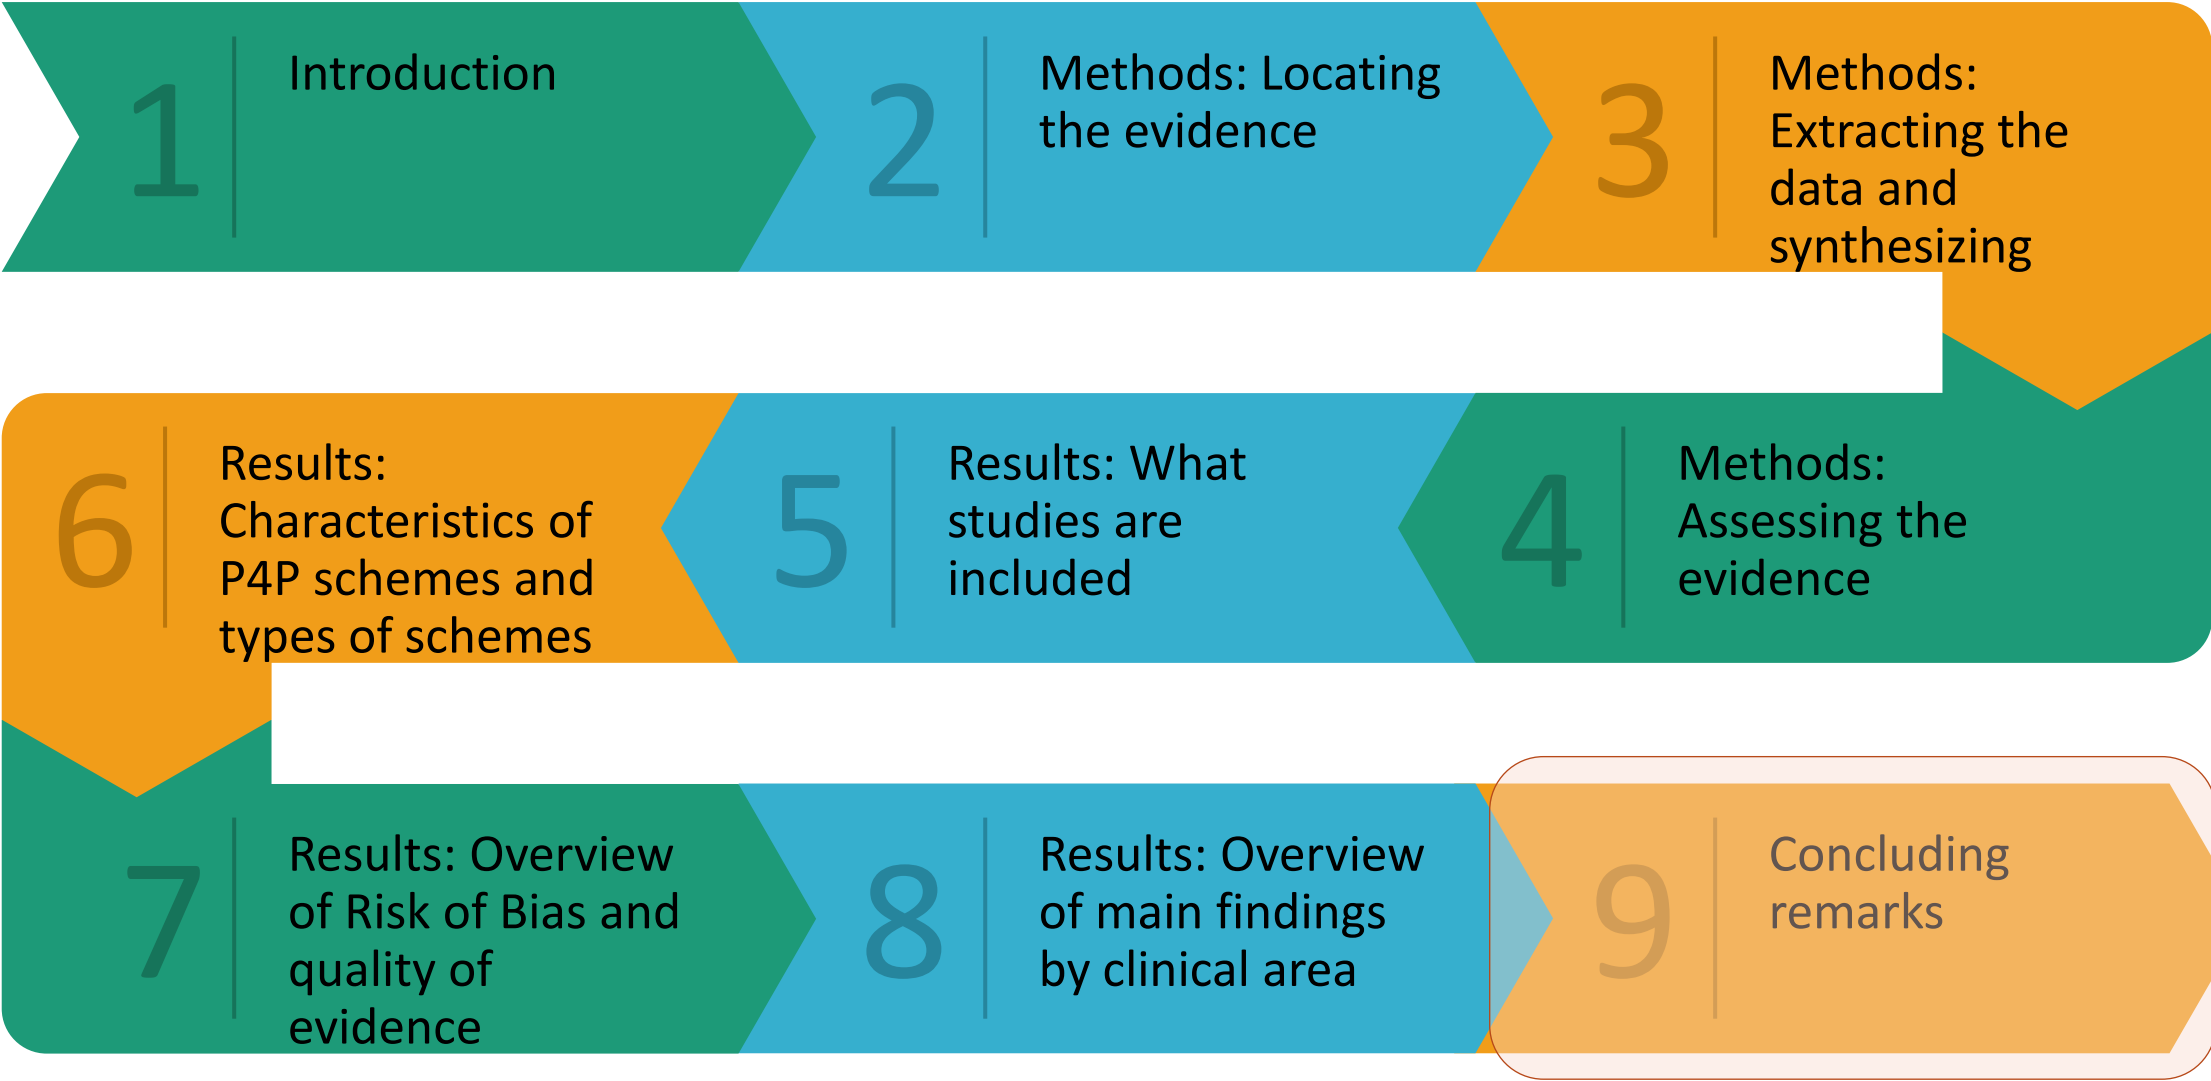 1
Introduction
2
Methods: Locating
the evidence
3
Methods:
Extracting the
data and
synthesizing
4
Methods:
Assessing the
evidence
5
Results: What
studies are
included
6
Results:
Characteristics of
P4P schemes and
types of schemes
7
Results: Overview
of Risk of Bias and
quality of
evidence
8
Results: Overview
of main findings
by clinical area
9
Concluding
remarks